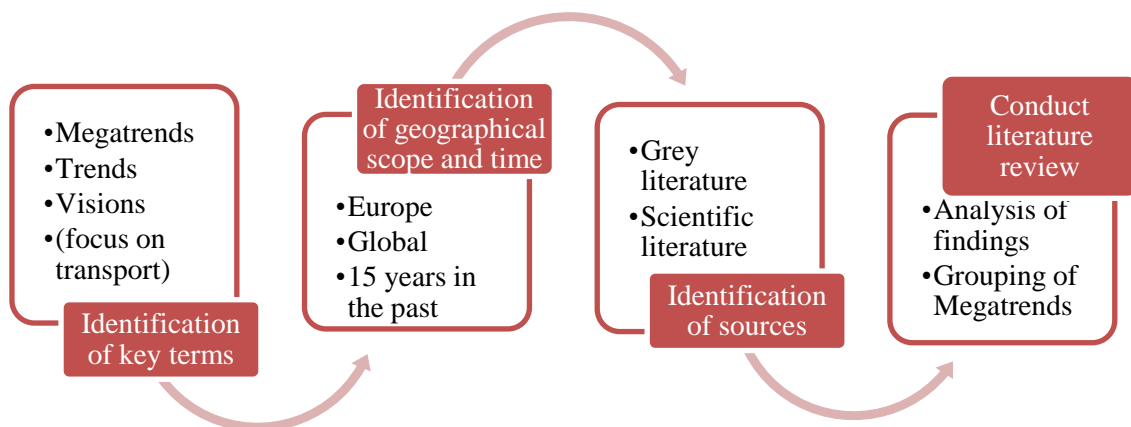 •Megatrends
•Trends
•Visions
•(focus on
transport)
Identification
of key terms
Identification
of geographical
scope and time
•Europe
•Global
•15 years in
the past
•Grey
literature
•Scientific
literature
Identification
of sources
Conduct
literature
review
•Analysis of
findings
•Grouping of
Megatrends